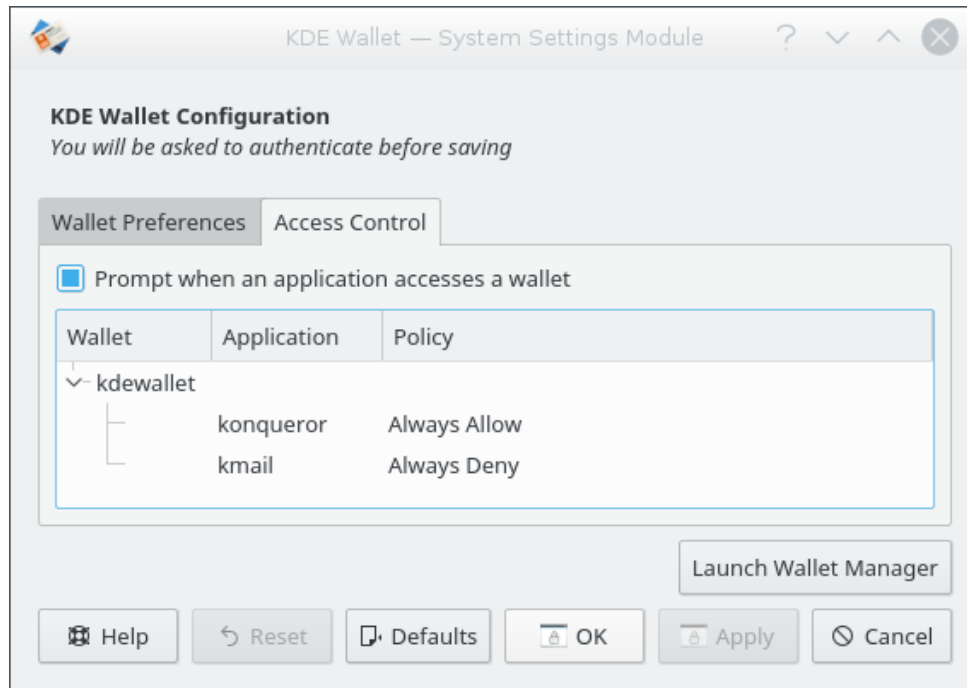 KDE Wallet — System Settings Module
KDE Wallet Configuration
You will be asked to authenticate before saving
Wallet Preferences Access Control
Prompt when an application accesses a wallet
Wallet Application Policy
kdewallet
konqueror Always Allow
kmail Always Deny
Launch Wallet Manager
Help Reset Defaults OK Apply Cancel